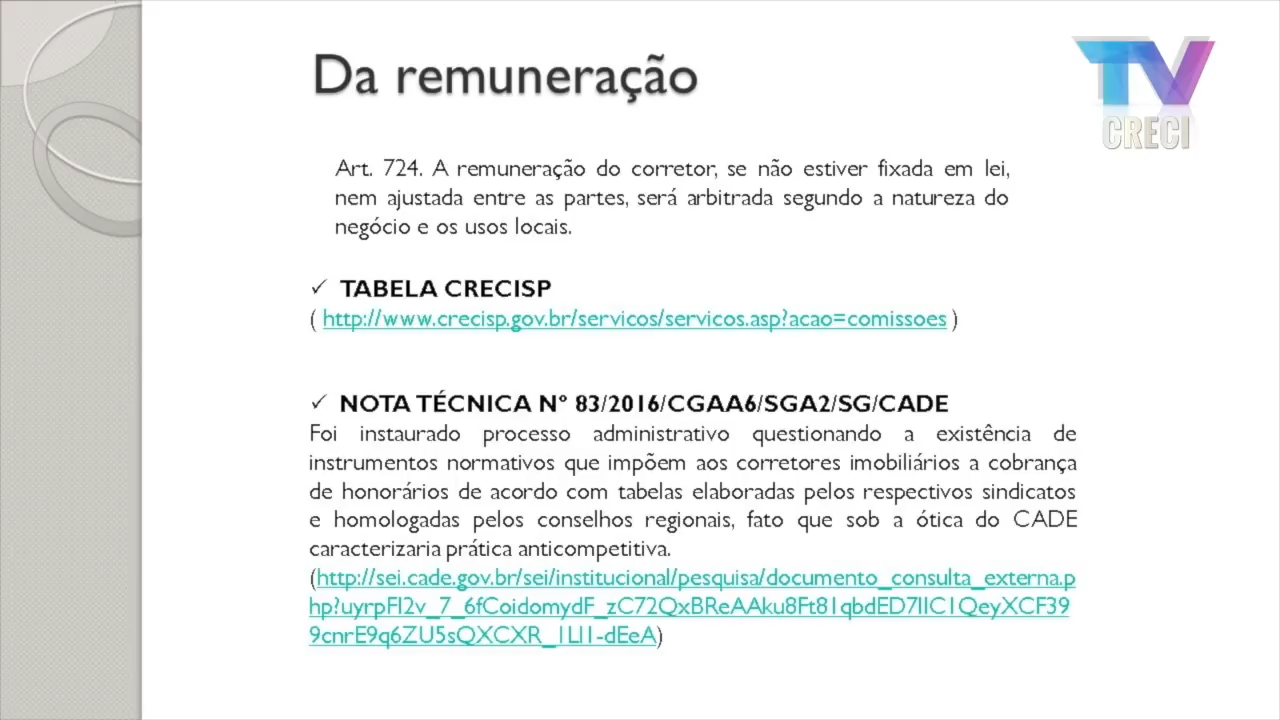 Da remuneração
TV
CRECI
Art. 724. A remuneração do corretor, se não estiver fixada em lei,
nem ajustada entre as partes, será arbitrada segundo a natureza do
negócio e os usos locais.
✓ TABELA CRECISP
( http://www.crecisp.gov.br/servicos/servicos.asp?acao=comissoes )
✓ NOTA TÉCNICA Nº 83/2016/CGAA6/SGA2/SG/CADE
Foi instaurado processo administrativo questionando a existência de
instrumentos normativos que impõem aos corretores imobiliários a cobrança
de honorários de acordo com tabelas elaboradas pelos respectivos sindicatos
e homologadas pelos conselhos regionais, fato que sob a ótica do CADE
caracterizaria prática anticompetitiva.
(http://sei.cade.gov.br/sei/institucional/pesquisa/documento_consulta_externa.p
hp?uyrpFI2v_7_6fCoidomydF_zC72QxBReAAku8Ft81qbdED7IIC1QeyXCF39
9cnrE9q6ZU5sQXCXR_1LI1-dEeA)